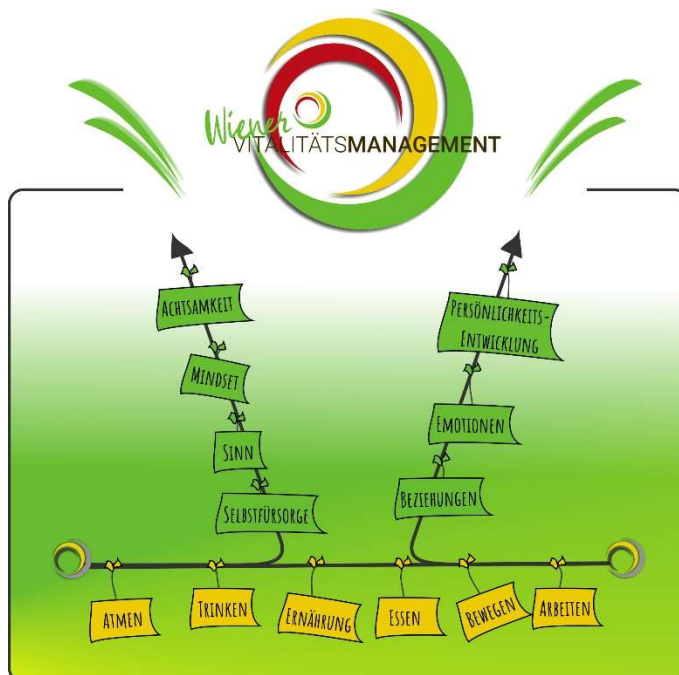 Wiener
VITALITÄTSMANAGEMENT
ACHTSAMKEIT
MINDSET
SINN
SELBSTFÜRSORGE
PERSÖNLICHKEITS-
ENTWICKLUNG
EMOTIONEN
BEZIEHUNGEN
ATMEN
TRINKEN
ERNÄHRUNG
ESSEN
BEWEGEN
ARBEITEN